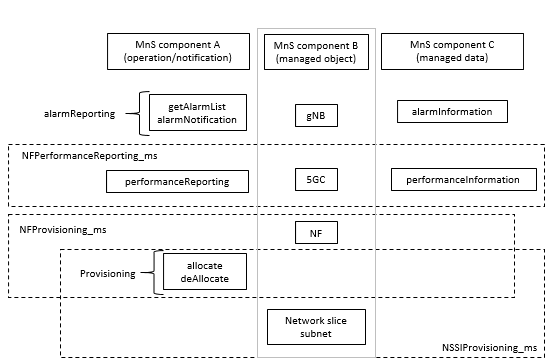 MnS component A
(operation/notification)
MnS component B
(managed object)
MnS component C
(managed data)
alarmReporting
getAlarmList
alarmNotification
gNB
alarmInformation
NFPerformanceReporting_ms
performanceReporting
5GC
performanceInformation
NFProvisioning_ms
NF
Provisioning
allocate
deAllocate
Network slice
subnet
NSSIProvisioning_ms